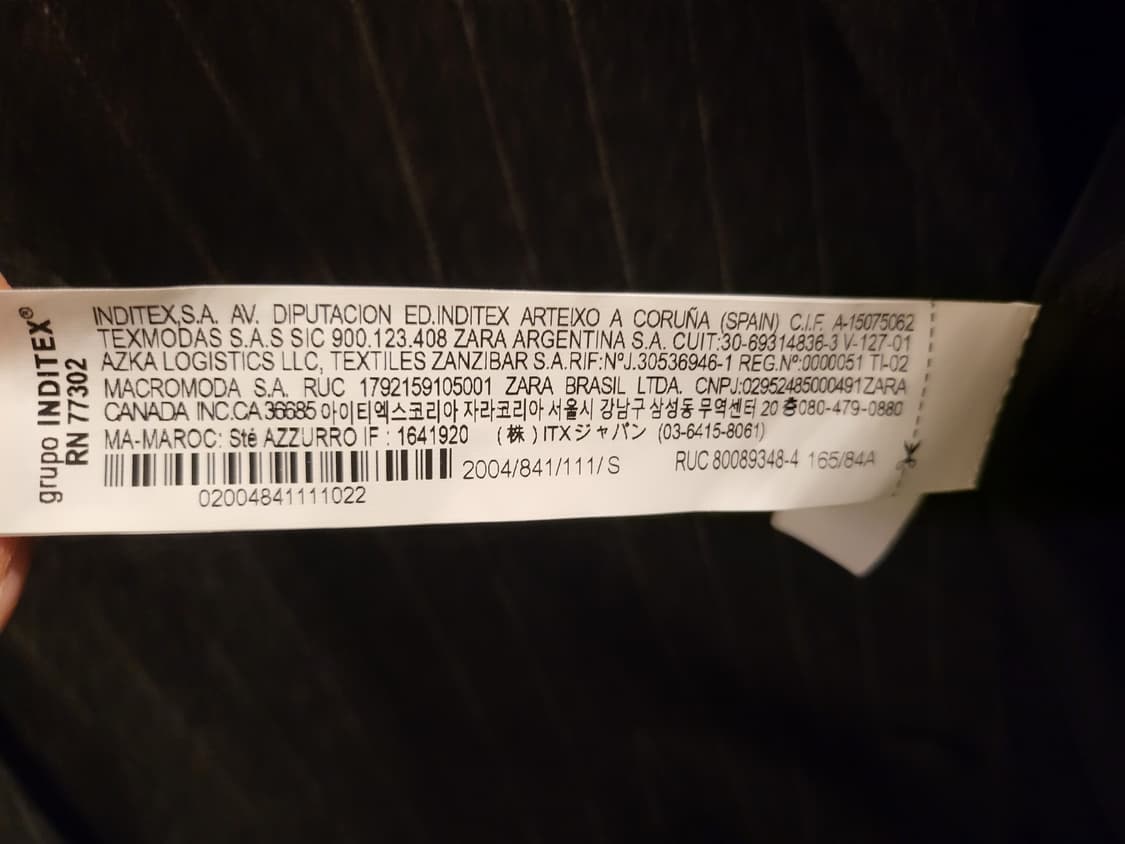 grupo INDITEX®
RN 77302
INDITEX,S.A. AV. DIPUTACION ED.INDITEX ARTEIXO A CORUÑA (SPAIN) C.I.F. A-15075062
TEXMODAS S.A.S SIC 900.123.408 ZARA ARGENTINA S.A. CUIT:30-69314836-3 V-127-01
AZKA LOGISTICS LLC, TEXTILES ZANZIBAR S.A.RIF:NºJ.30536946-1 REG.Nº:0000051 TI-02
MACROMODA S.A. RUC 1792159105001 ZARA BRASIL LTDA. CNPJ:02952485000491ZARA
CANADA INC.CA 36685 아이티엑스코리아 자라코리아 서울시 강남구 삼성동 무역센터 20 층080-479-0880
MA-MAROC: Sté AZZURRO IF : 1641920 (株)ITXジャパン (03-6415-8061)
2004/841/111/ S RUC 80089348-4 165/84A
02004841111022